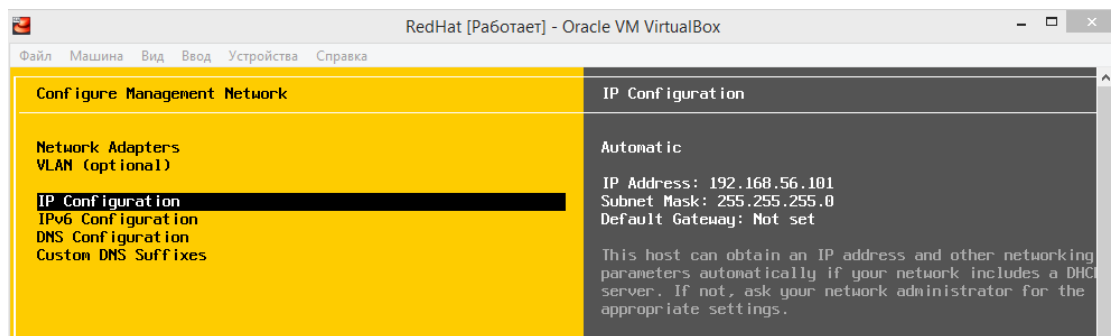 RedHat [Работает] - Oracle VM VirtualBox
Файл Машина Вид Ввод Устройства Справка
Configure Management Network
Network Adapters
VLAN (optional)
IP Configuration
IPv6 Configuration
DNS Configuration
Custom DNS Suffixes
IP Configuration
Automatic
IP Address: 192.168.56.101
Subnet Mask: 255.255.255.0
Default Gateway: Not set
This host can obtain an IP address and other networking
parameters automatically if your network includes a DHC
server. If not, ask your network administrator for the
appropriate settings.